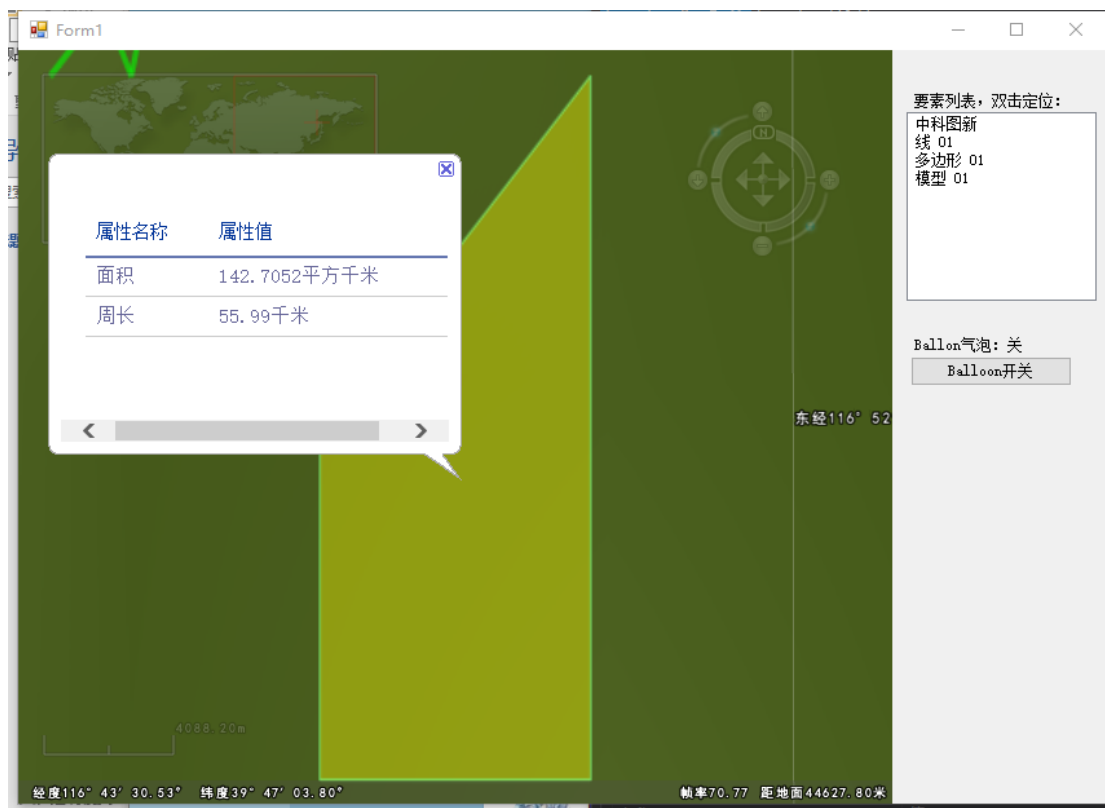 Form1
要素列表，双击定位：
中科图新
线 01
多边形 01
模型 01
N
属性名称 属性值
面积 142.7052平方千米
周长 55.99千米
Ballon气泡：关
Balloon开关
东经116° 52
4088.20m
经度116° 43′ 30.53″ 纬度39° 47′ 03.80″ 帧率70.77 距地面44627.80米